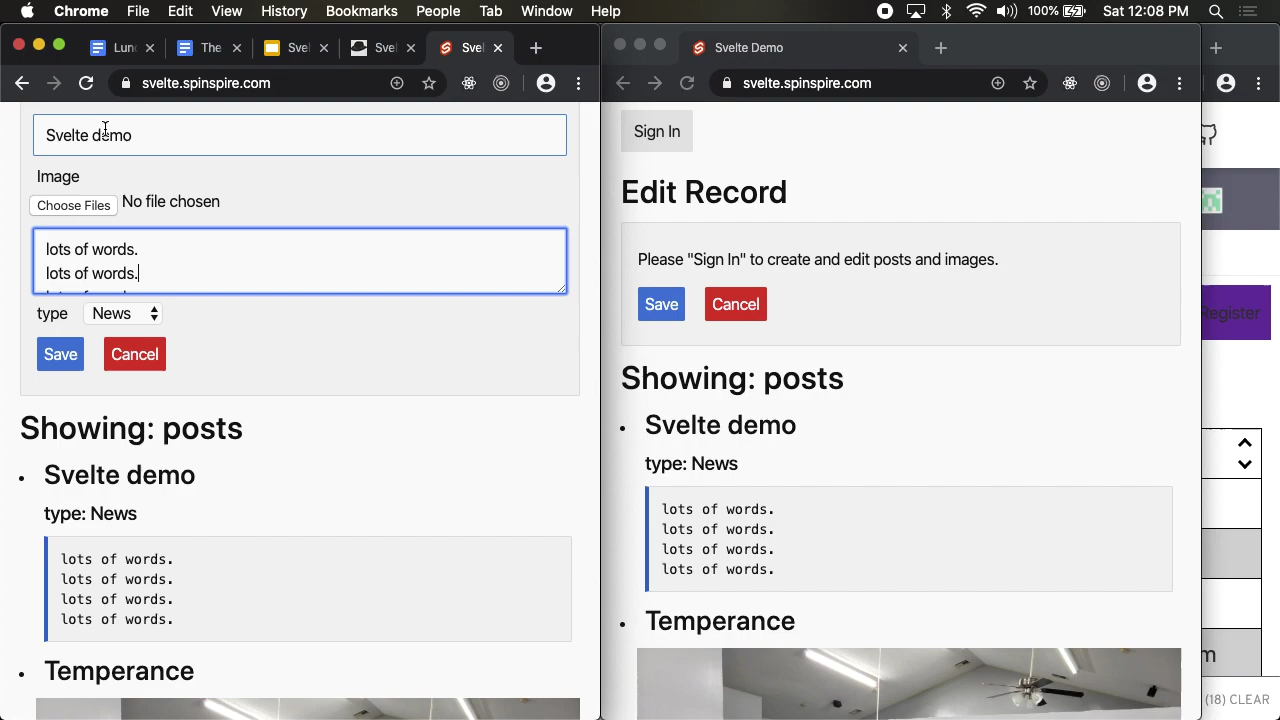 Chrome File Edit View History Bookmarks People Tab Window Help 100% Sat 12:08 PM
Lun The Svel Svel Svel
svelte.spinspire.com
Svelte demo
Image
Choose Files No file chosen
lots of words.
lots of words.
type News
Save Cancel
Showing: posts
Svelte demo
type: News
lots of words.
lots of words.
lots of words.
lots of words.
Temperance
Svelte Demo
svelte.spinspire.com
Sign In
Edit Record
Please "Sign In" to create and edit posts and images.
Save Cancel
Showing: posts
Svelte demo
type: News
lots of words.
lots of words.
lots of words.
lots of words.
Temperance
Register
m
(18) CLEAR